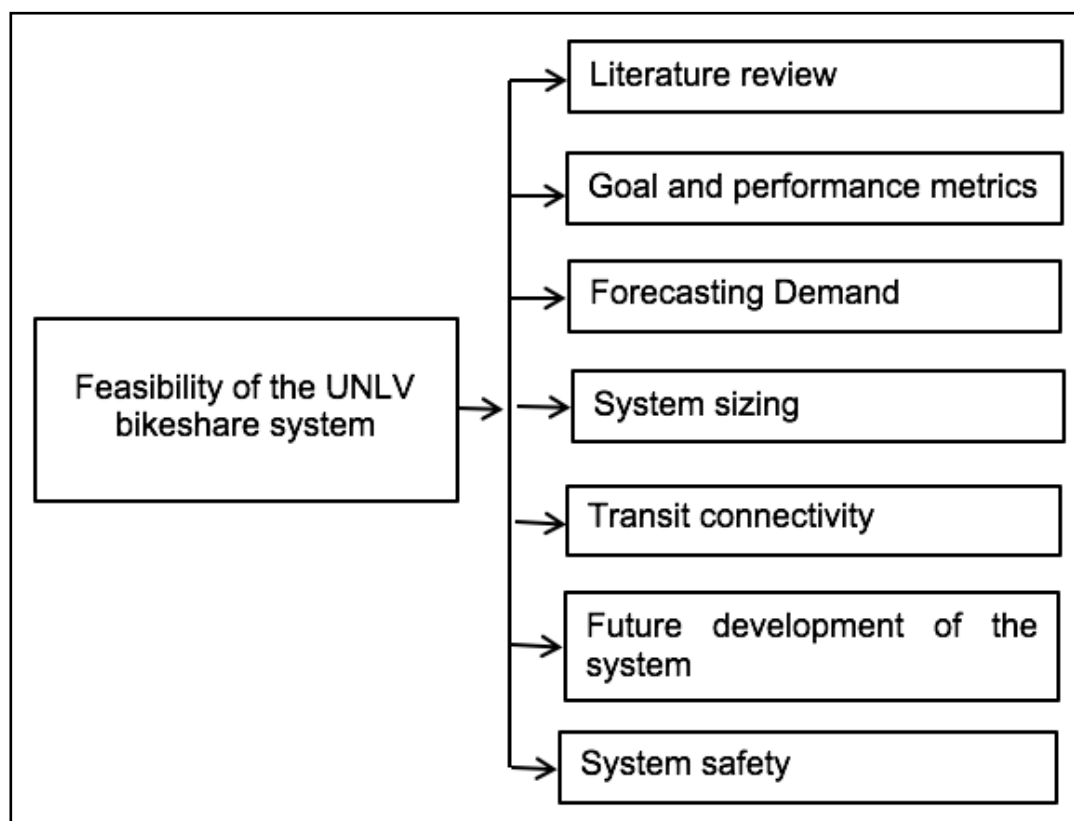 Literature review
Goal and performance metrics
Forecasting Demand
Feasibility of the UNLV
bikeshare system
System sizing
Transit connectivity
Future development of the
system
System safety